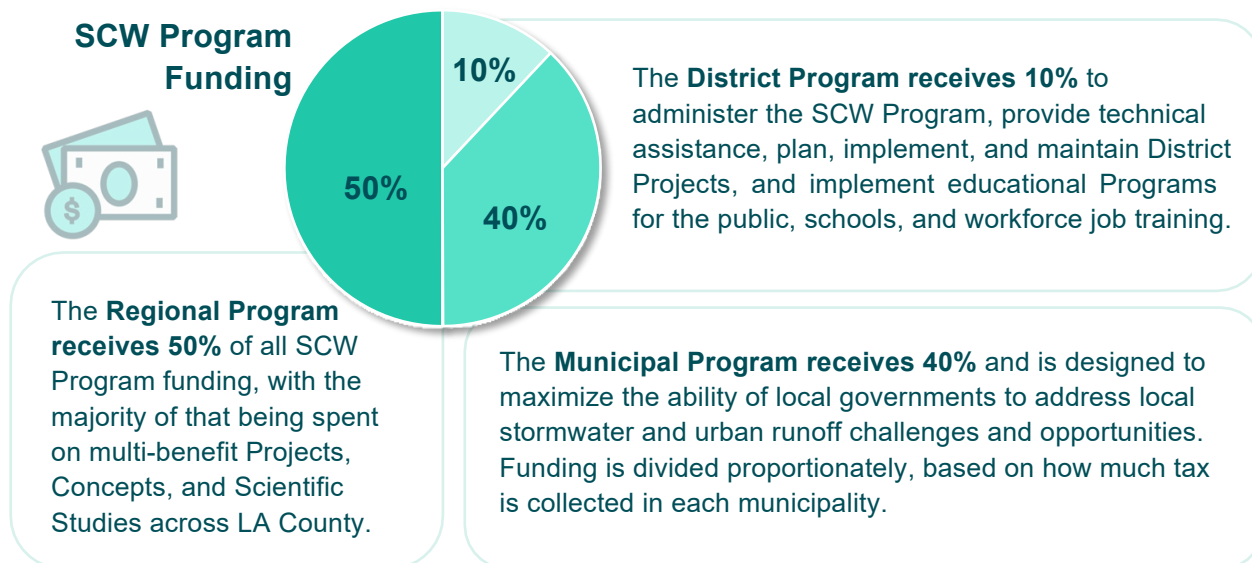 SCW Program
Funding
$
10%
50%
40%
The District Program receives 10% to
administer the SCW Program, provide technical
assistance, plan, implement, and maintain District
Projects, and implement educational Programs
for the public, schools, and workforce job training.
The Regional Program
receives 50% of all SCW
Program funding, with the
majority of that being spent
on multi-benefit Projects,
Concepts, and Scientific
Studies across LA County.
The Municipal Program receives 40% and is designed to
maximize the ability of local governments to address local
stormwater and urban runoff challenges and opportunities.
Funding is divided proportionately, based on how much tax
is collected in each municipality.